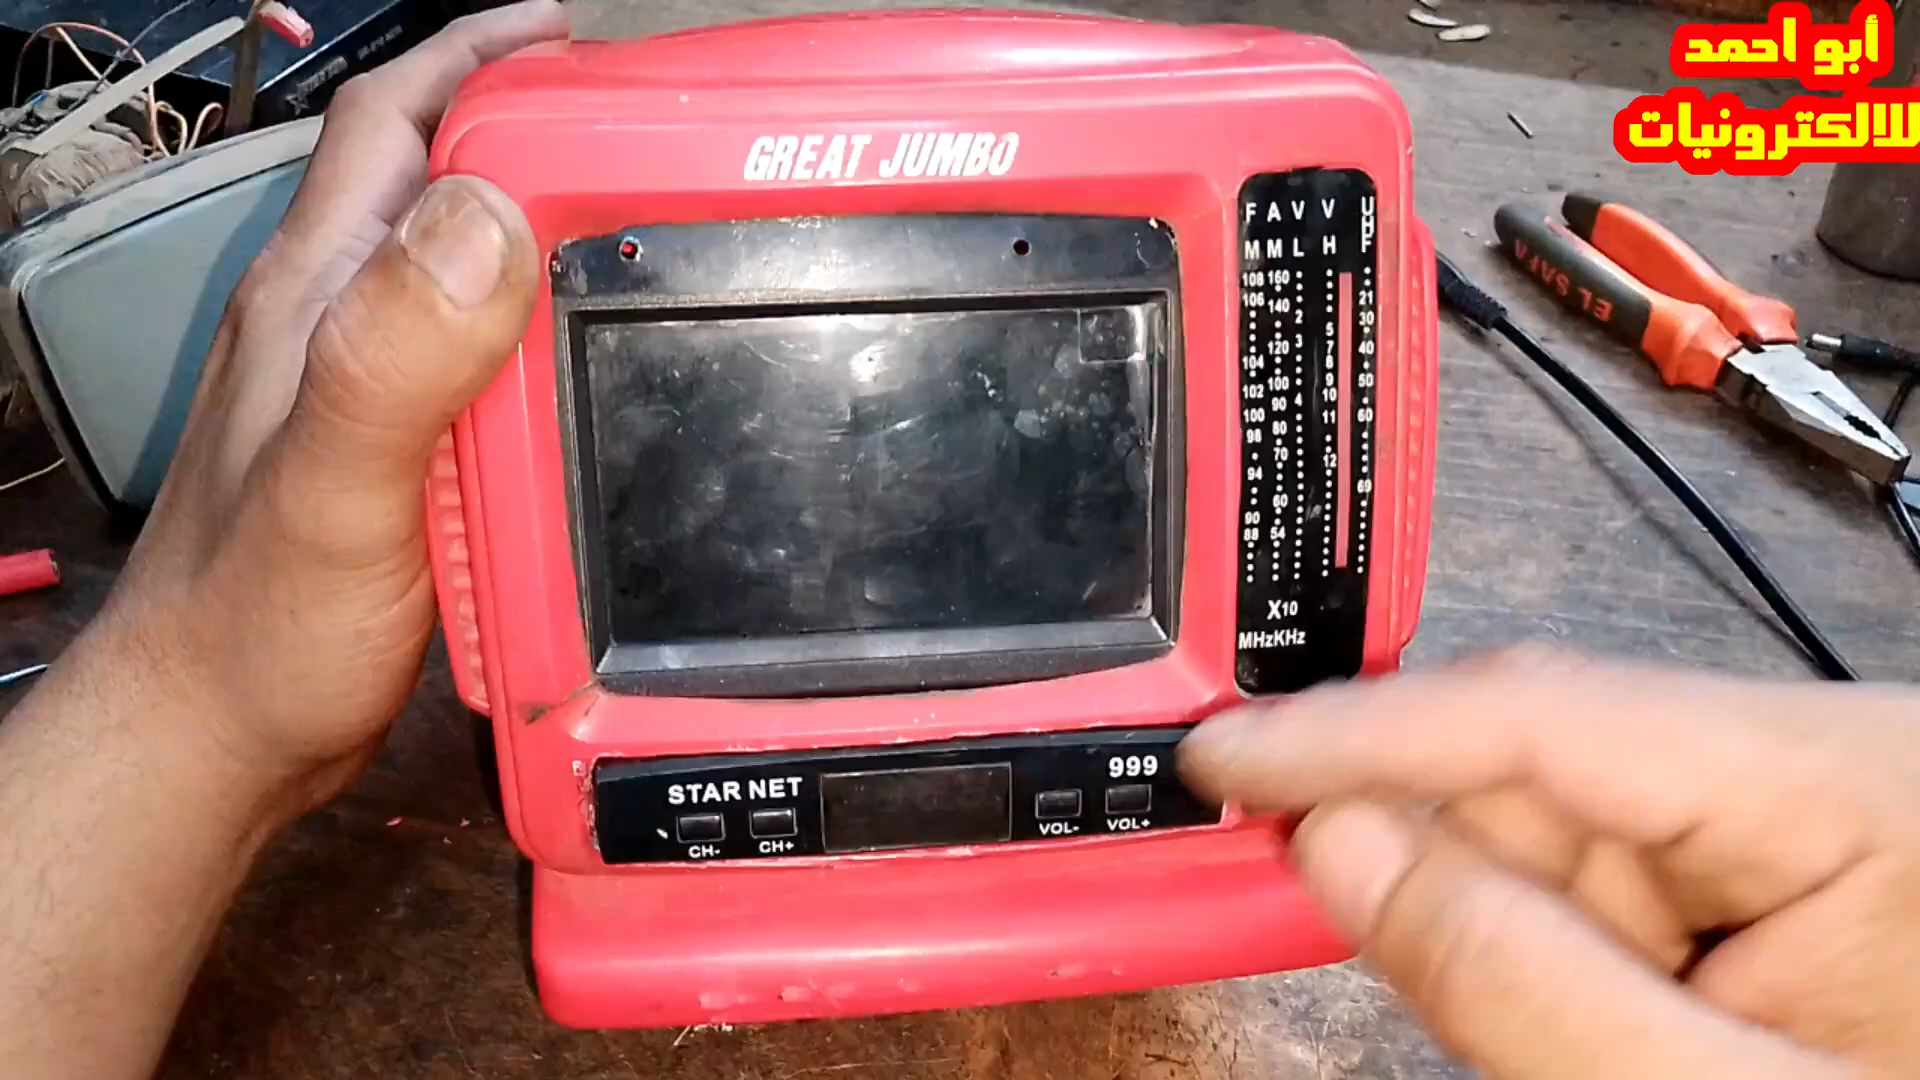 أبو احمد
للالكترونيات
GREAT JUMBO
F A V V UHF
M M L H
108 160
106 140 2 21
5 30
3 7
104 120 8 40
102 100 9 50
90 4 10
100 80 11 60
98 70
94 12
60 69
90
88 54
X10
MHzKHz
STAR NET
999
CH-
CH+
VOL-
VOL+
EL SAFA